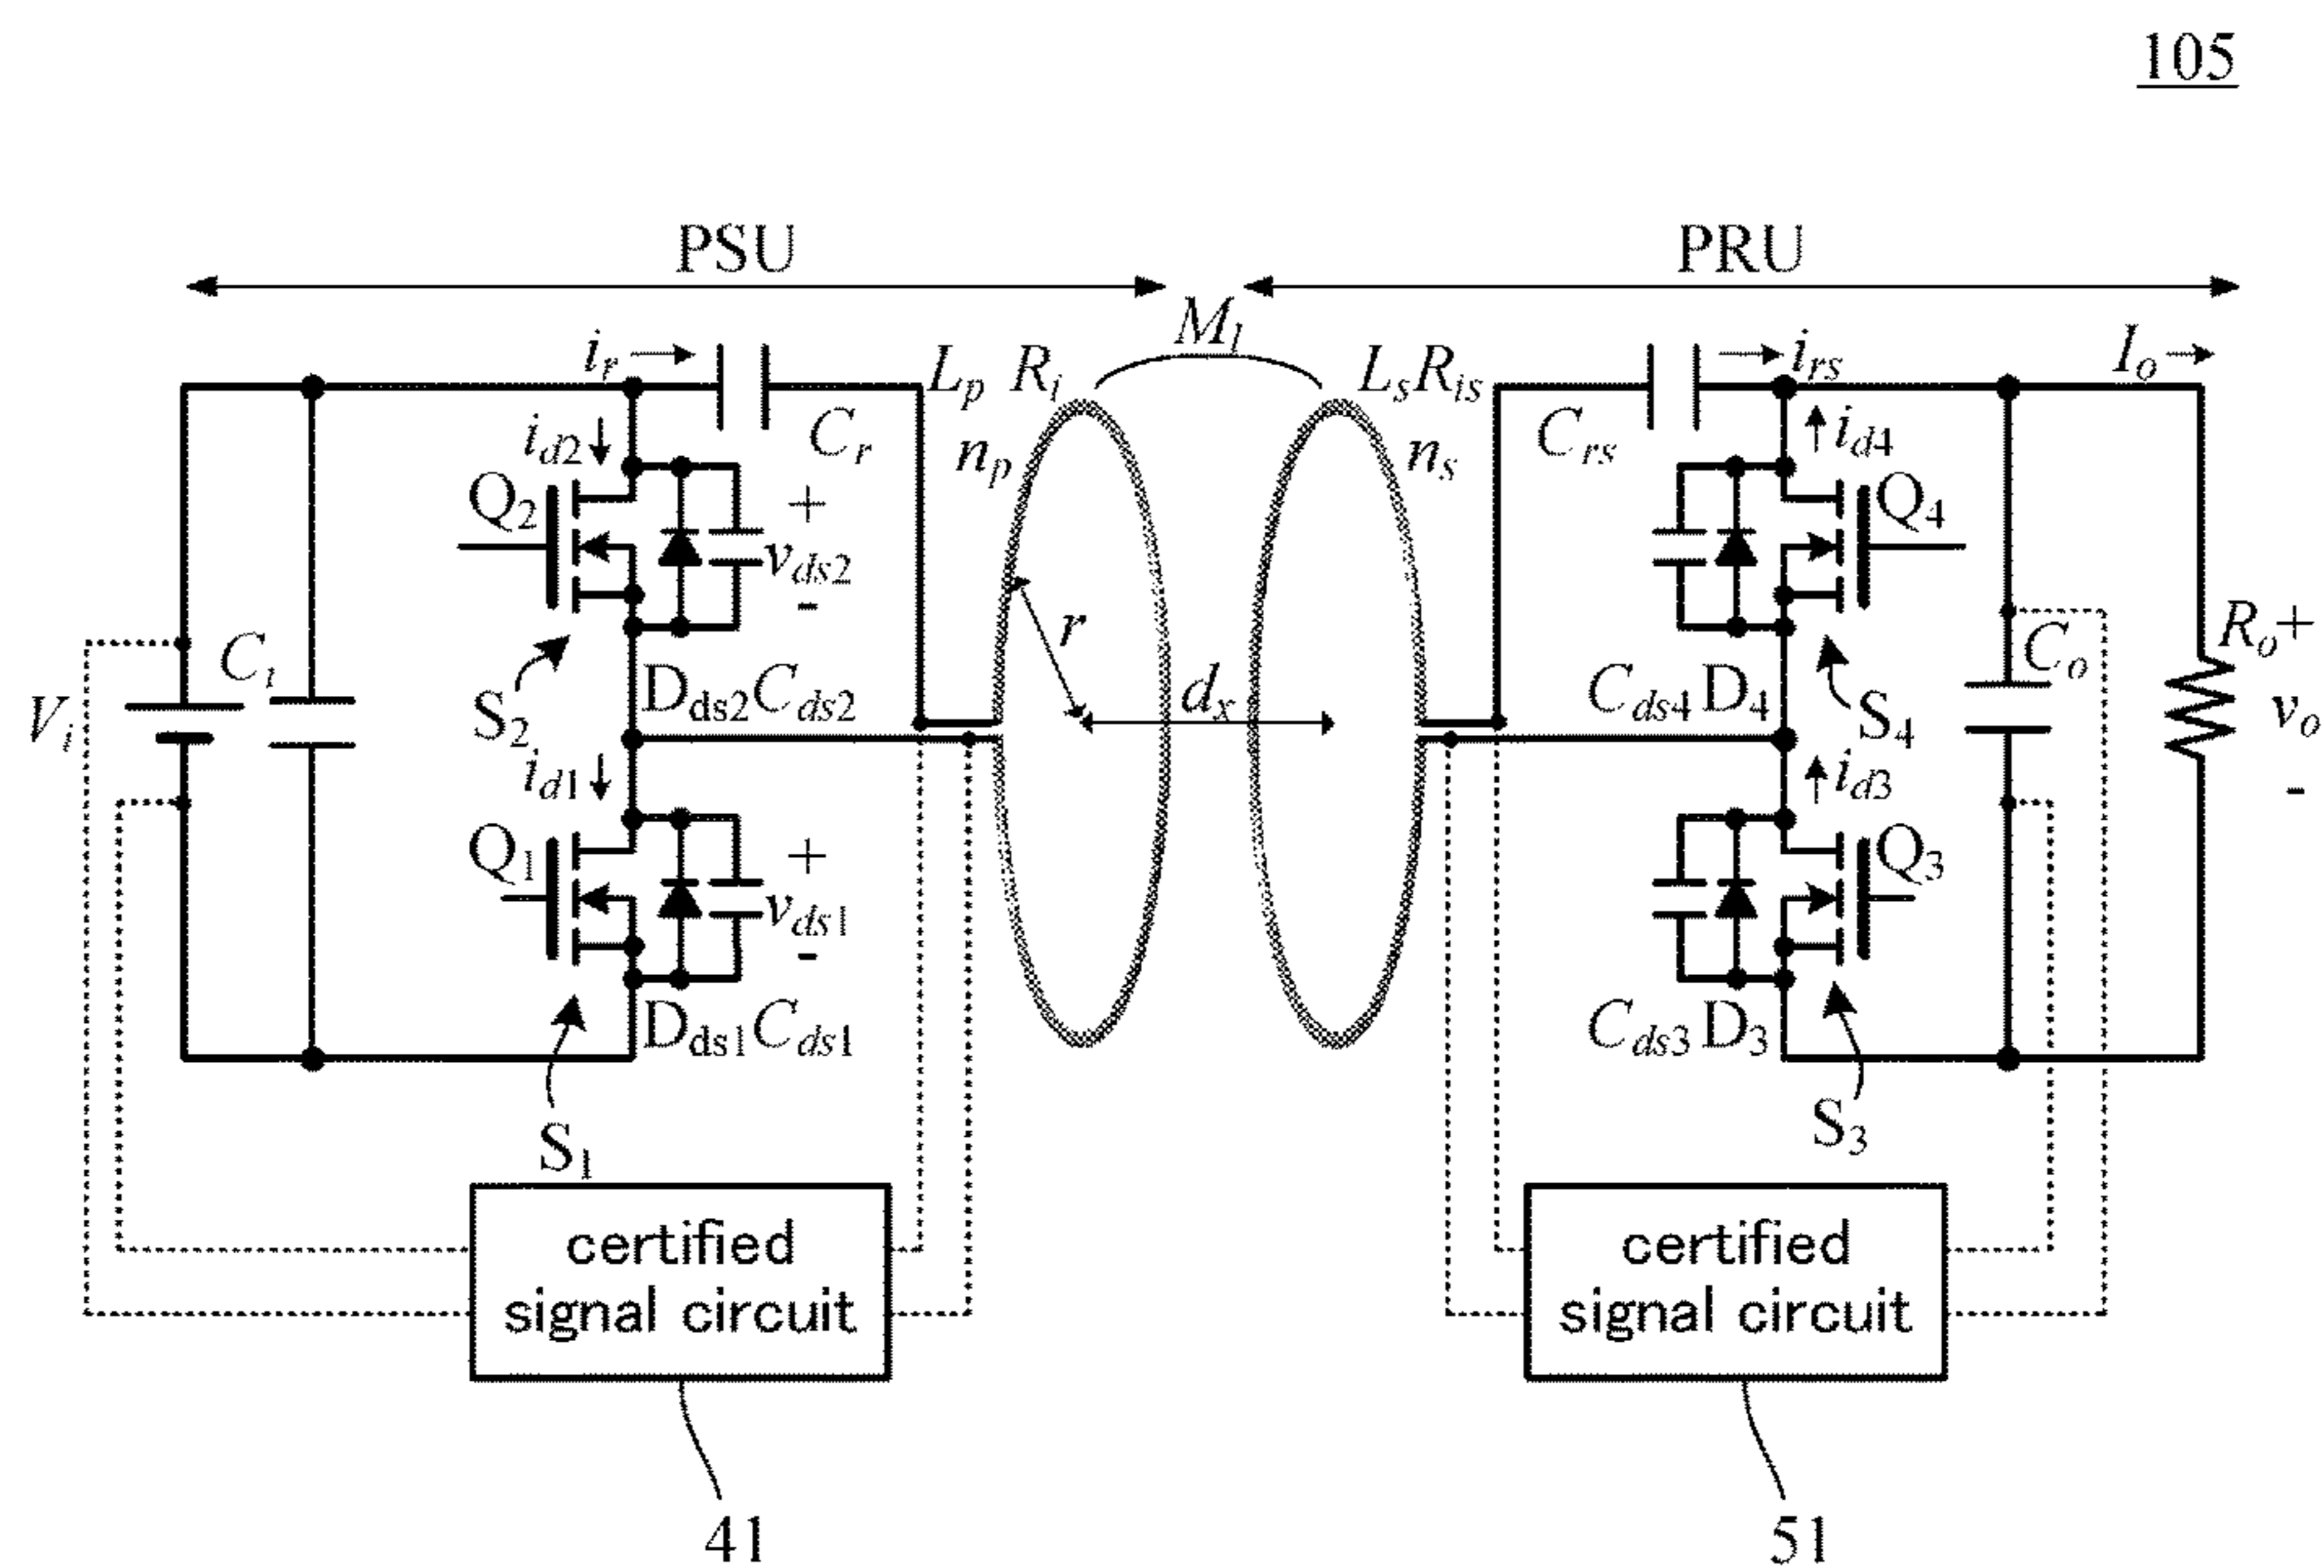 105
PSU
PRU
Ml
ir
Lp Ri
LsRis
irs
Io
Cr
np
ns
Crs
id2
id4
Q2
+
vds2
-
Q4
S2
Dds2Cds2
Vi
Ci
r
dx
Cds4 D4
S4
Co
Ro+
vo
-
id1
id3
Q1
+
vds1
-
Q3
Dds1Cds1
S1
Cds3 D3
S3
certified
signal circuit
certified
signal circuit
41
51